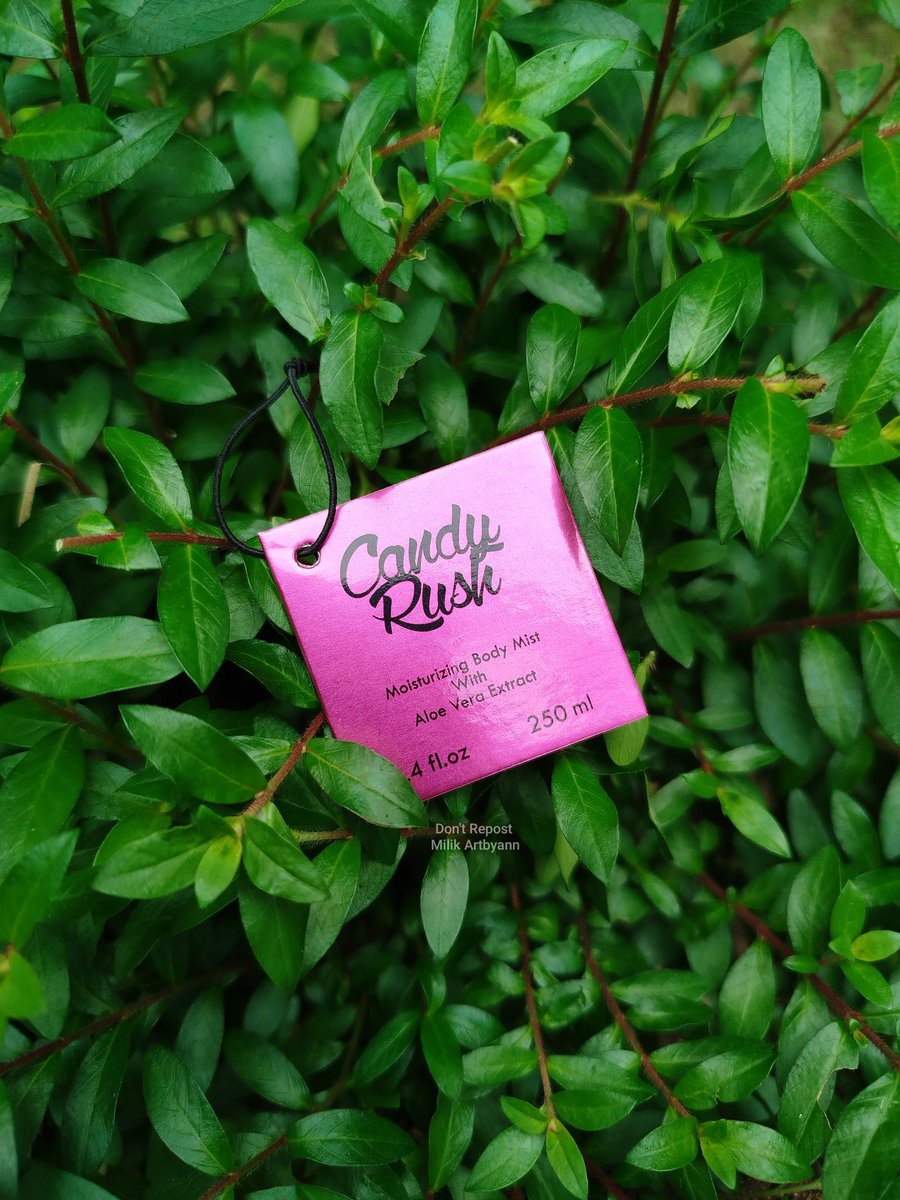 Candy
Rush
Moisturizing Body Mist
With
Aloe Vera Extract
250 ml
.4 fl.oz
Don't Repost
Milik Artbyann